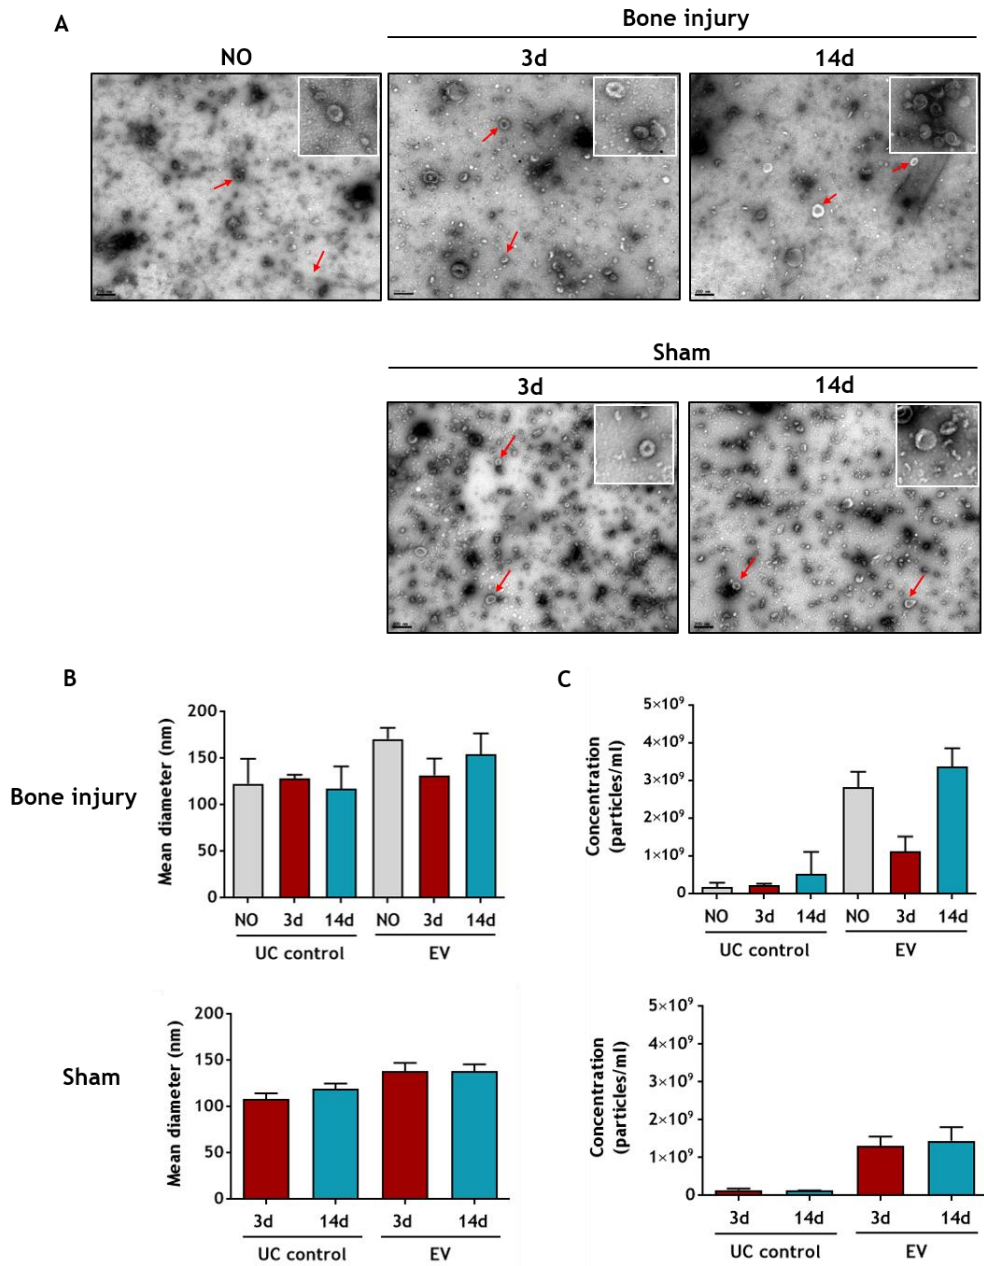 A
Bone injury
NO
3d
14d
Sham
3d
14d
B
Bone injury
Mean diameter (nm)
200
150
100
50
0
NO 3d 14d NO 3d 14d
UC control EV
C
Concentration
(particles/ml)
5×10⁹
4×10⁹
3×10⁹
2×10⁹
1×10⁹
0
NO 3d 14d NO 3d 14d
UC control EV
Sham
Mean diameter (nm)
200
150
100
50
0
3d 14d 3d 14d
UC control EV
Concentration
(particles/ml)
5×10⁹
4×10⁹
3×10⁹
2×10⁹
1×10⁹
0
3d 14d 3d 14d
UC control EV